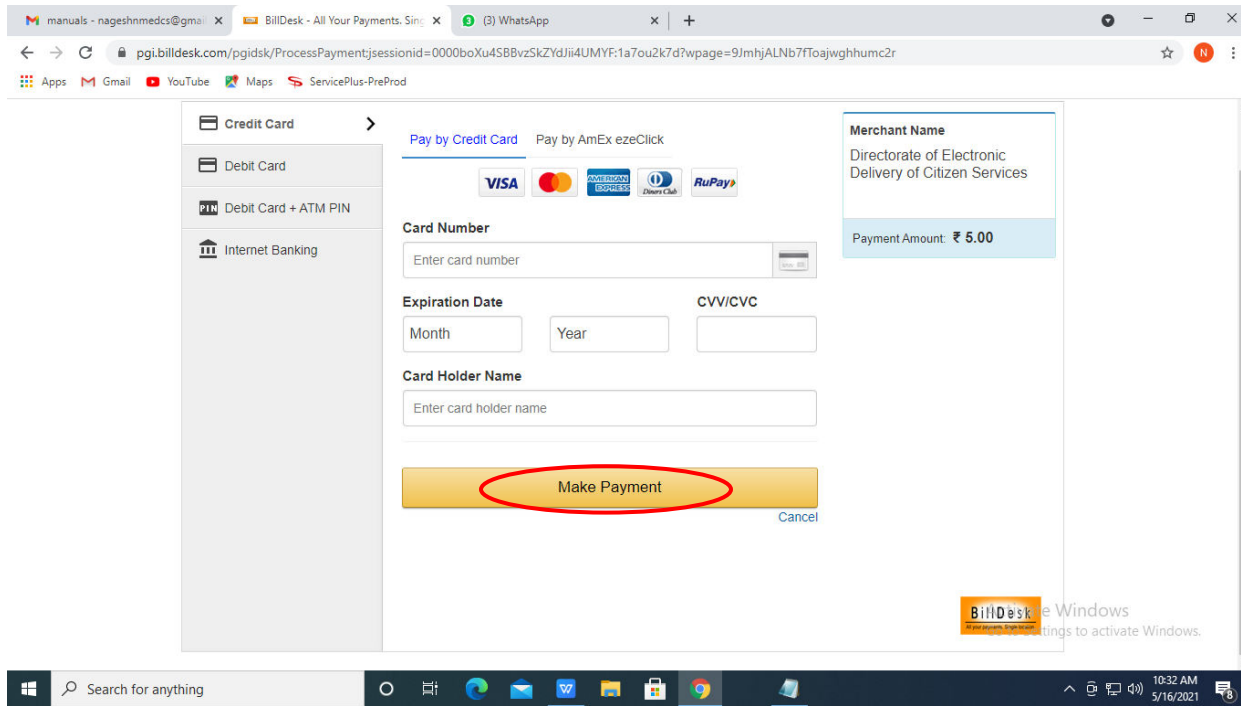 manuals - nageshnmedcs@gmai
BillDesk - All Your Payments. Sing
(3) WhatsApp
pgi.billdesk.com/pgidsk/ProcessPayment;jsessionid=0000boXu4SBBvzSkZYdJii4UMYF:1a7ou2k7d?wpage=9JmhjALNb7fToajwghhumc2r
N
Apps
Gmail
YouTube
Maps
ServicePlus-PreProd
Credit Card
Debit Card
PIN Debit Card + ATM PIN
Internet Banking
Pay by Credit Card Pay by AmEx ezeClick
VISA AMERICAN EXPRESS Diners Club RuPay
Card Number
Enter card number
Expiration Date CVV/CVC
Month Year
Card Holder Name
Enter card holder name
Make Payment
Cancel
Merchant Name
Directorate of Electronic
Delivery of Citizen Services
Payment Amount: ₹ 5.00
BillDesk
Windows
to activate Windows.
Search for anything
10:32 AM
5/16/2021
8